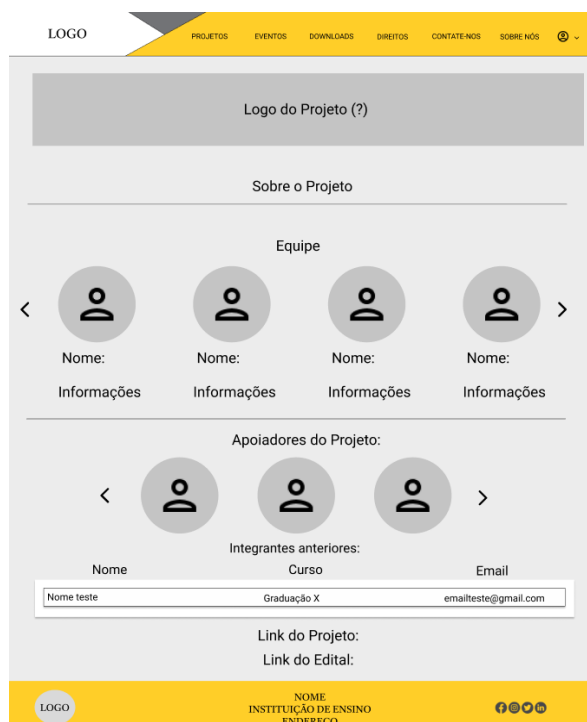 LOGO
PROJETOS EVENTOS DOWNLOADS DIREITOS CONTATE-NOS SOBRE NÓS
Logo do Projeto (?)
Sobre o Projeto
Equipe
Nome: Nome: Nome: Nome:
Informações Informações Informações Informações
Apoiadores do Projeto:
Integrantes anteriores:
Nome Curso Email
Nome teste Graduação X emailteste@gmail.com
Link do Projeto:
Link do Edital:
LOGO
NOME
INSTITUIÇÃO DE ENSINO
ENDEREÇO